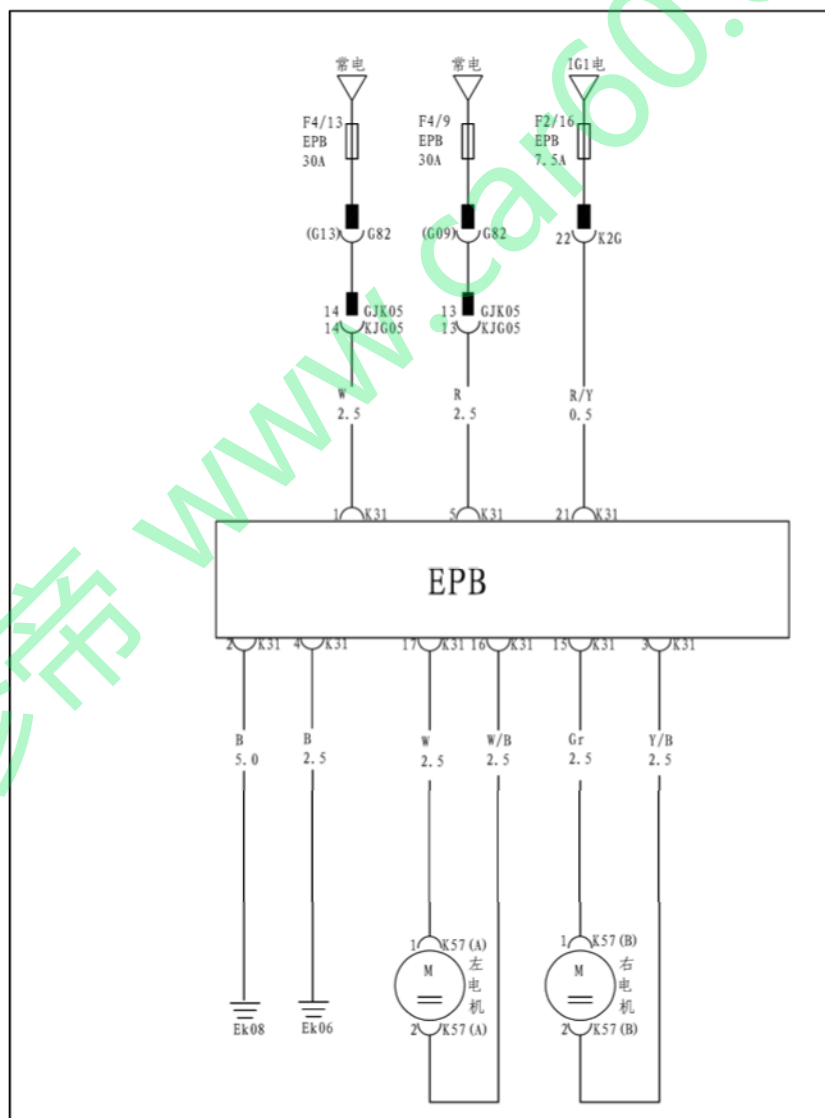 常电
常电
IG1电
F4/13
EPB
30A
F4/9
EPB
30A
F2/16
EPB
7.5A
(G13) G82
(G09) G82
22 K2G
14 GJK05
14 KJG05
13 GJK05
13 KJG05
W
2.5
R
2.5
R/Y
0.5
1 K31
5 K31
21 K31
EPB
2 K31
4 K31
17 K31
16 K31
15 K31
3 K31
B
5.0
B
2.5
W
2.5
W/B
2.5
Gr
2.5
Y/B
2.5
1 K57(A)
M
左电机
2 K57(A)
1 K57(B)
M
右电机
2 K57(B)
Ek08
Ek06
帝 www.car60.